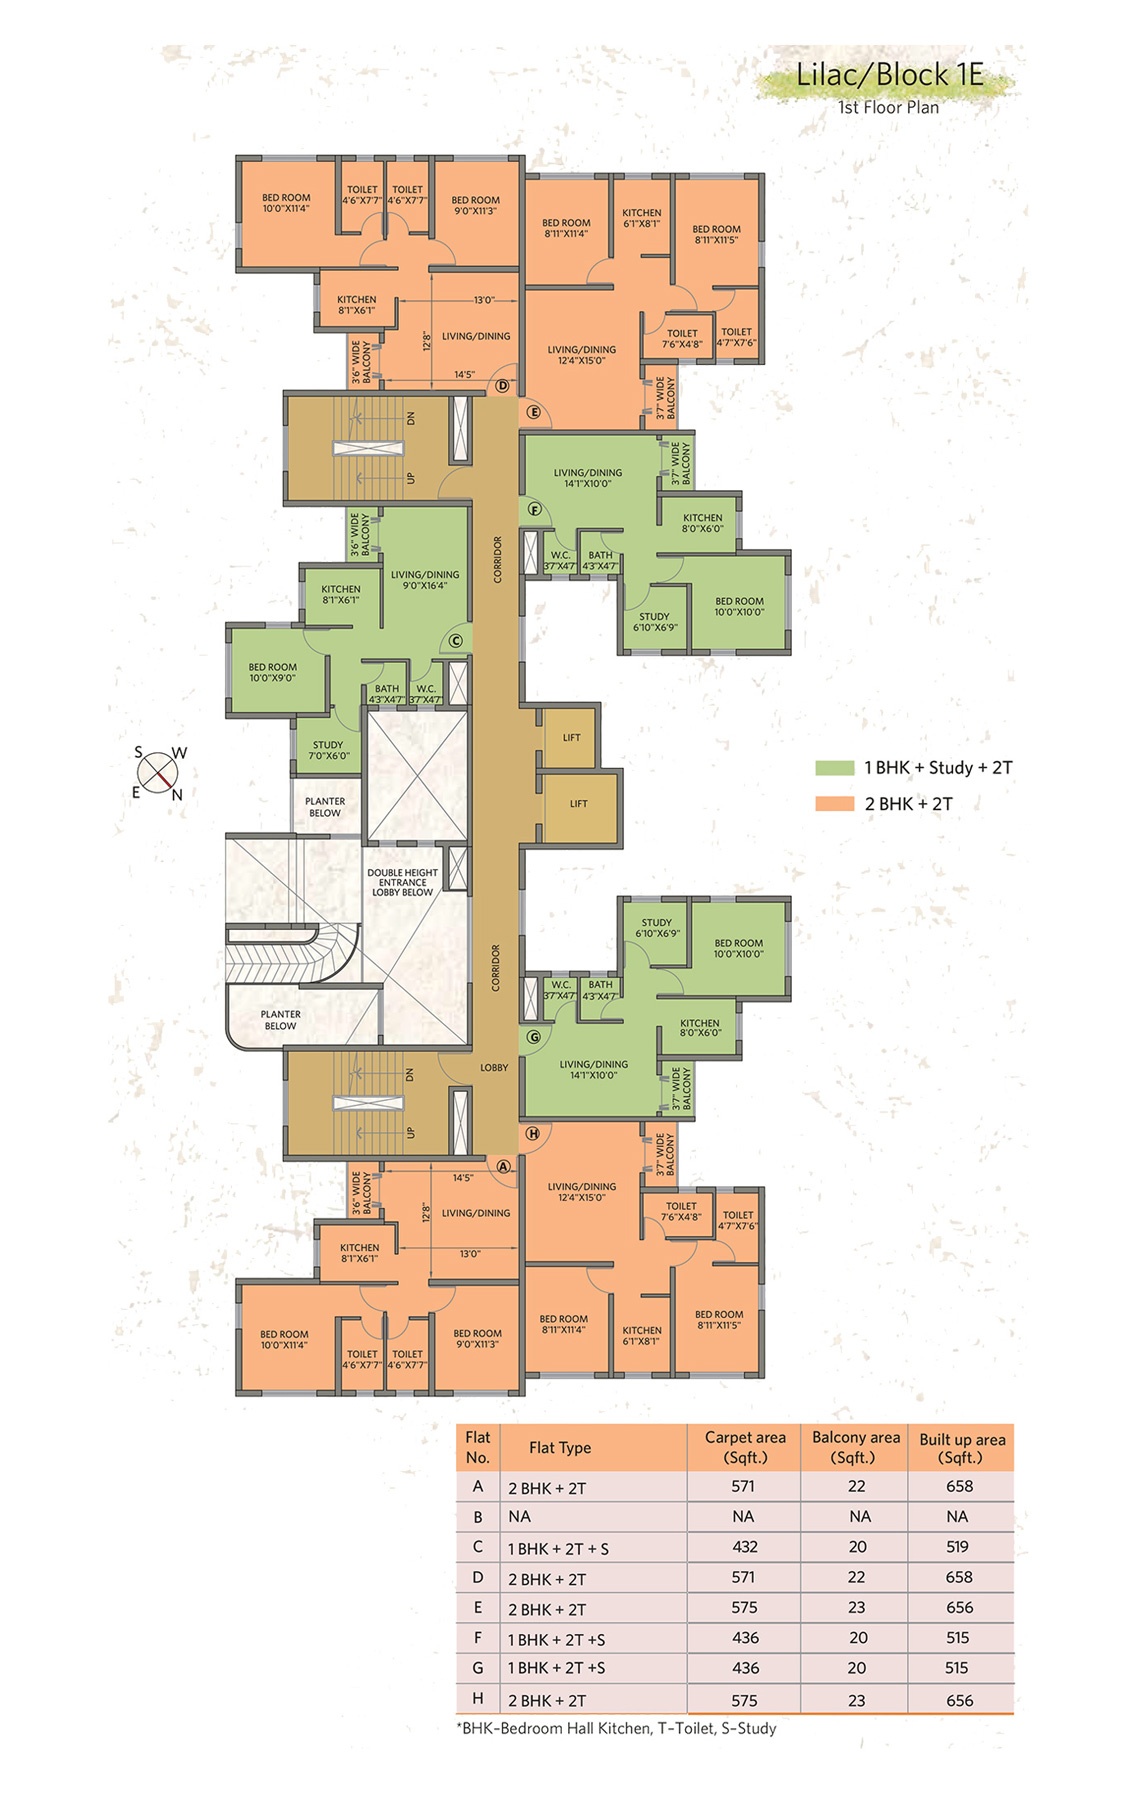 Lilac/Block 1E
1st Floor Plan
BED ROOM
10'0"X11'4"
TOILET
4'6"X7'7"
TOILET
4'6"X7'7"
BED ROOM
9'0"X11'3"
BED ROOM
8'11"X11'4"
KITCHEN
6'1"X8'1"
BED ROOM
8'11"X11'5"
KITCHEN
8'1"X6'1"
13'0"
12'8"
LIVING/DINING
14'5"
3'6" WIDE
BALCONY
D
LIVING/DINING
12'4"X15'0"
TOILET
7'6"X4'8"
TOILET
4'7"X7'6"
3'7" WIDE
BALCONY
E
DN
UP
LIVING/DINING
14'1"X10'0"
3'7" WIDE
BALCONY
F
KITCHEN
8'0"X6'0"
W.C.
3'7"X4'7"
BATH
4'3"X4'7"
STUDY
6'10"X6'9"
BED ROOM
10'0"X10'0"
CORRIDOR
3'6" WIDE
BALCONY
LIVING/DINING
9'0"X16'4"
KITCHEN
8'1"X6'1"
C
BED ROOM
10'0"X9'0"
BATH
4'3"X4'7"
W.C.
3'7"X4'7"
STUDY
7'0"X6'0"
LIFT
LIFT
S
W
E
N
1 BHK + Study + 2T
2 BHK + 2T
PLANTER
BELOW
DOUBLE HEIGHT
ENTRANCE
LOBBY BELOW
CORRIDOR
PLANTER
BELOW
STUDY
6'10"X6'9"
BED ROOM
10'0"X10'0"
W.C.
3'7"X4'7"
BATH
4'3"X4'7"
KITCHEN
8'0"X6'0"
G
LIVING/DINING
14'1"X10'0"
3'7" WIDE
BALCONY
LOBBY
DN
UP
H
A
3'7" WIDE
BALCONY
LIVING/DINING
12'4"X15'0"
TOILET
7'6"X4'8"
TOILET
4'7"X7'6"
3'6" WIDE
BALCONY
14'5"
12'8"
LIVING/DINING
13'0"
KITCHEN
8'1"X6'1"
BED ROOM
10'0"X11'4"
TOILET
4'6"X7'7"
TOILET
4'6"X7'7"
BED ROOM
9'0"X11'3"
BED ROOM
8'11"X11'4"
KITCHEN
6'1"X8'1"
BED ROOM
8'11"X11'5"
Flat No. Flat Type Carpet area (Sqft.) Balcony area (Sqft.) Built up area (Sqft.)
A 2 BHK + 2T 571 22 658
B NA NA NA NA
C 1 BHK + 2T + S 432 20 519
D 2 BHK + 2T 571 22 658
E 2 BHK + 2T 575 23 656
F 1 BHK + 2T +S 436 20 515
G 1 BHK + 2T +S 436 20 515
H 2 BHK + 2T 575 23 656
*BHK–Bedroom Hall Kitchen, T–Toilet, S–Study